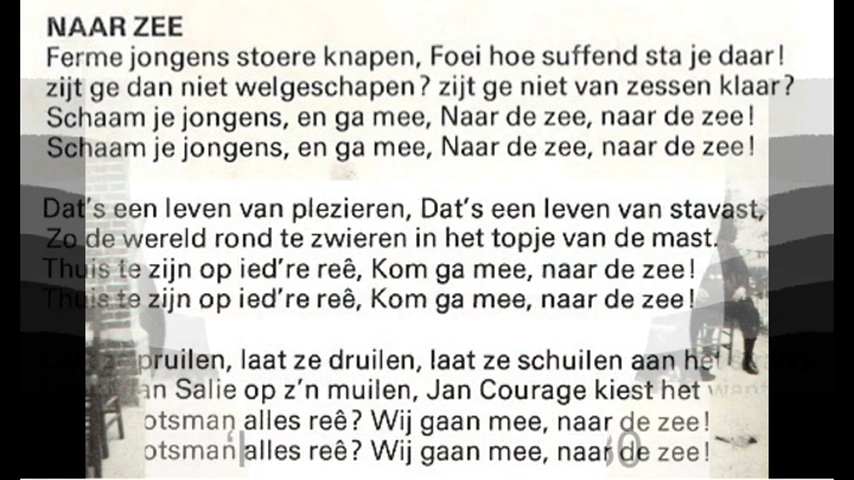 NAAR ZEE
Ferme jongens stoere knapen, Foei hoe suffend sta je daar!
zijt ge dan niet welgeschapen? zijt ge niet van zessen klaar?
Schaam je jongens, en ga mee, Naar de zee, naar de zee!
Schaam je jongens, en ga mee, Naar de zee, naar de zee!
Dat's een leven van plezieren, Dat's een leven van stavast,
Zo de wereld rond te zwieren in het topje van de mast.
Thuis te zijn op ied're reê, Kom ga mee, naar de zee!
Thuis te zijn op ied're reê, Kom ga mee, naar de zee!
pruilen, laat ze druilen, laat ze schuilen aan het
Salie op z'n muilen, Jan Courage kiest het want
alles reê? Wij gaan mee, naar de zee!
alles reê? Wij gaan mee, naar de zee!